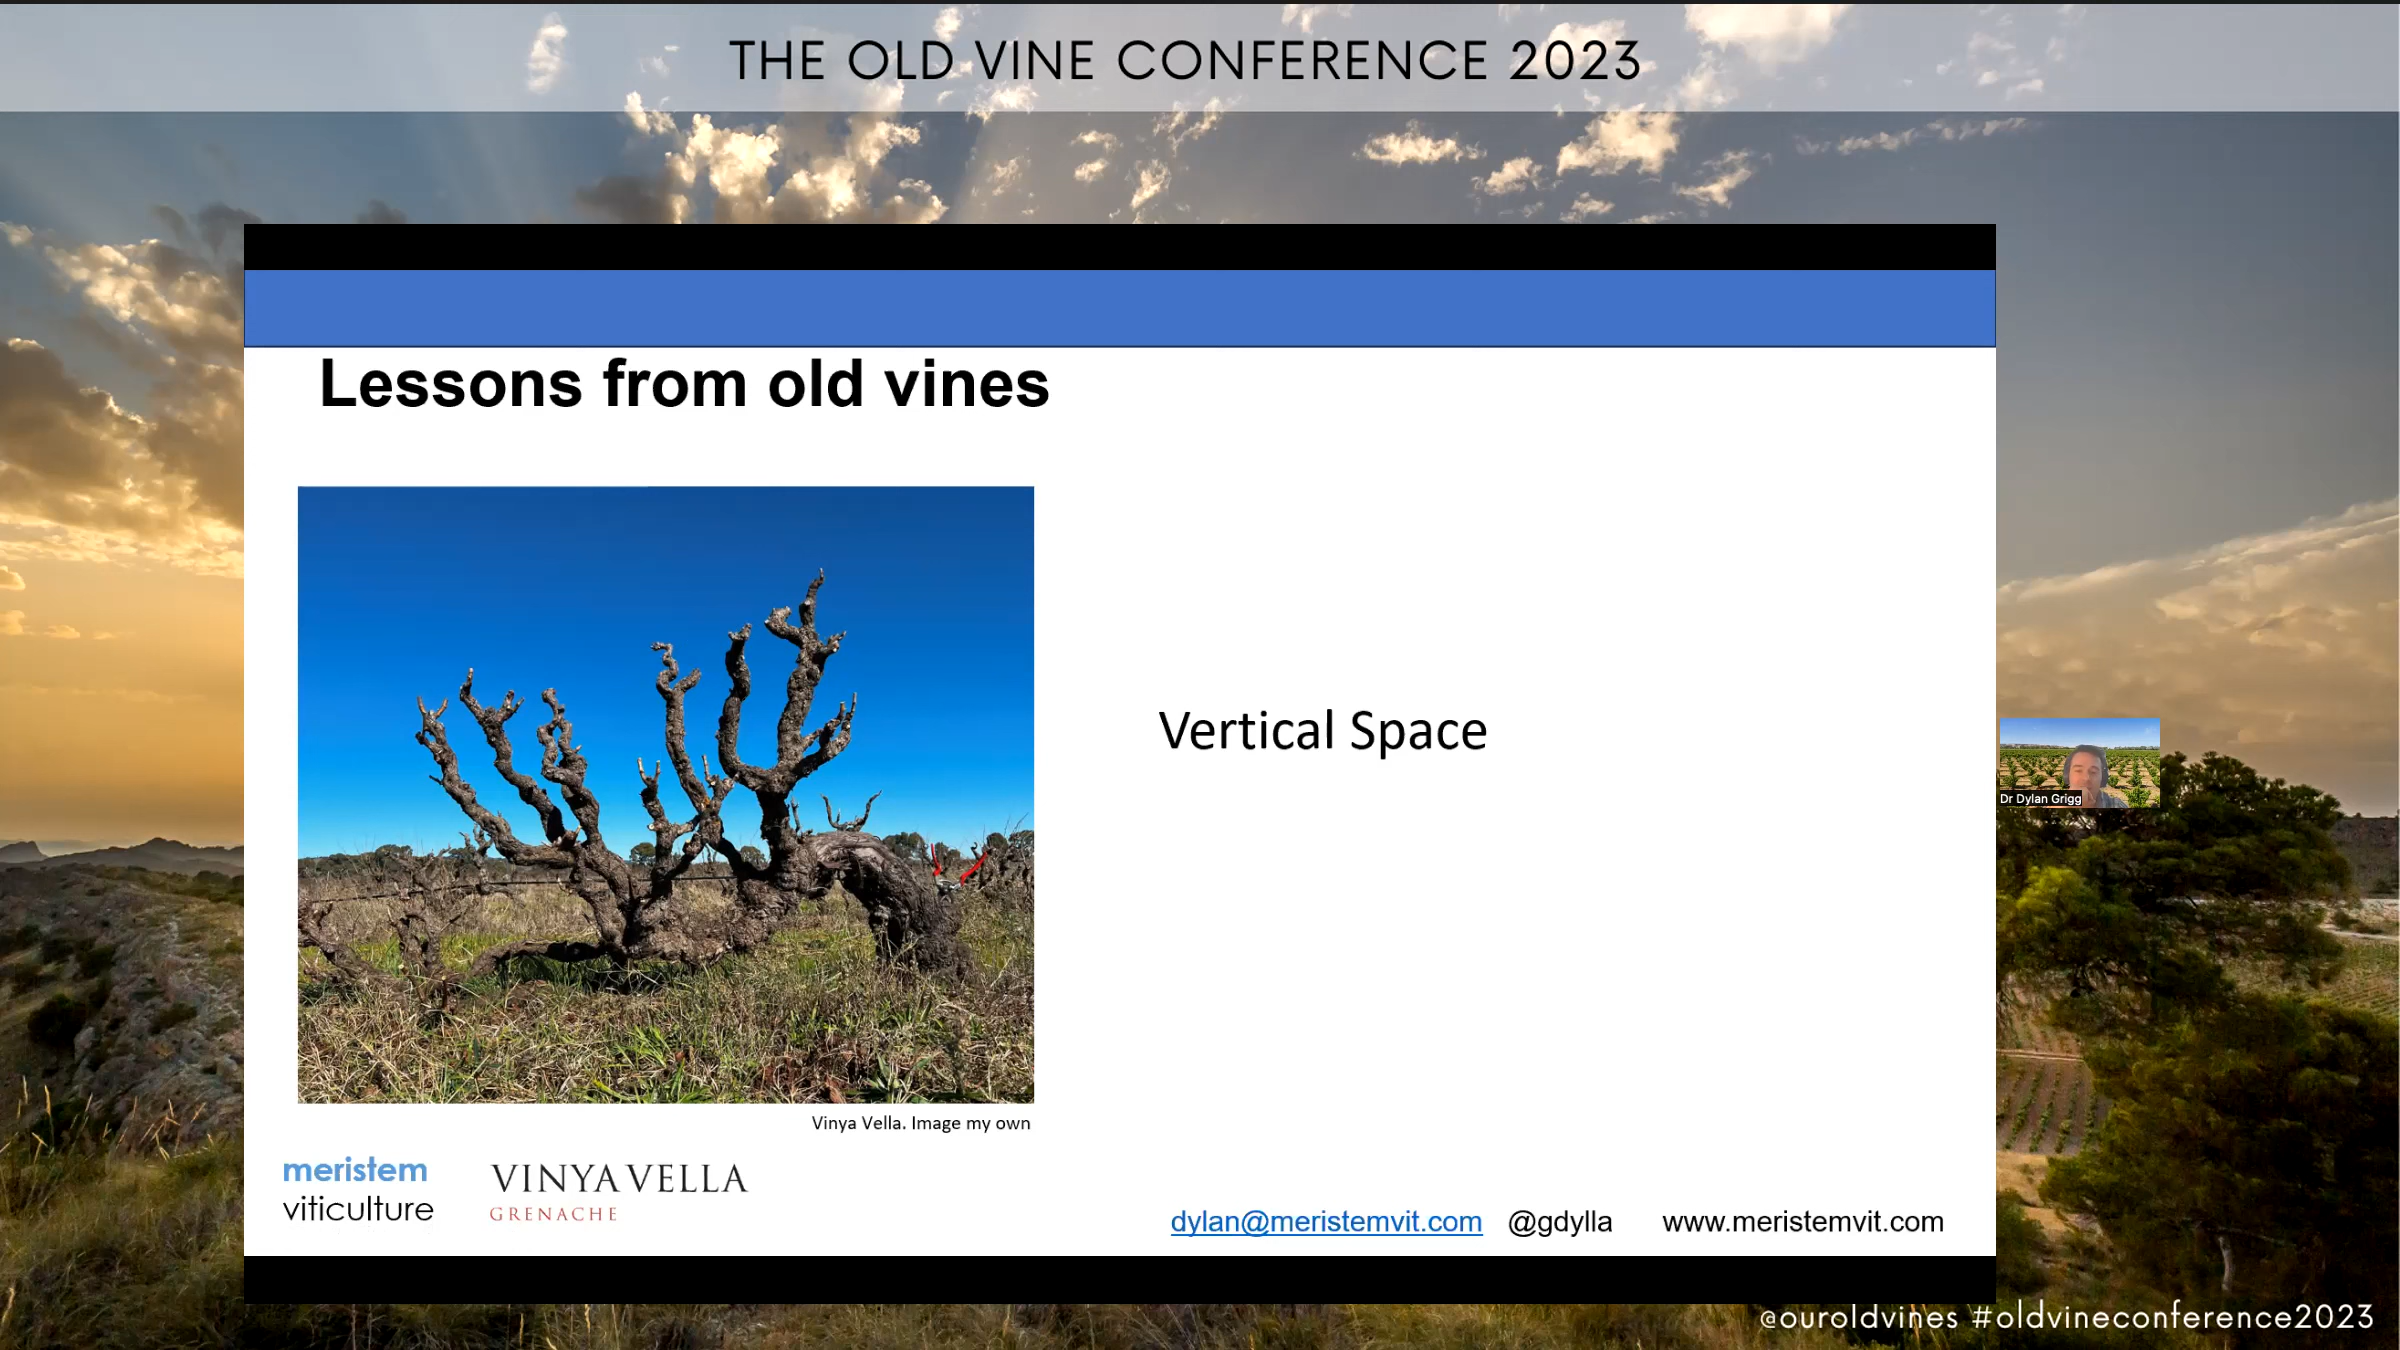 THE OLD VINE CONFERENCE 2023
Lessons from old vines
Vertical Space
Dr Dylan Grigg
Vinya Vella. Image my own
meristem
viticulture
VINYA VELLA
GRENACHE
dylan@meristemvit.com @gdylla www.meristemvit.com
@ouroldvines #oldvineconference2023